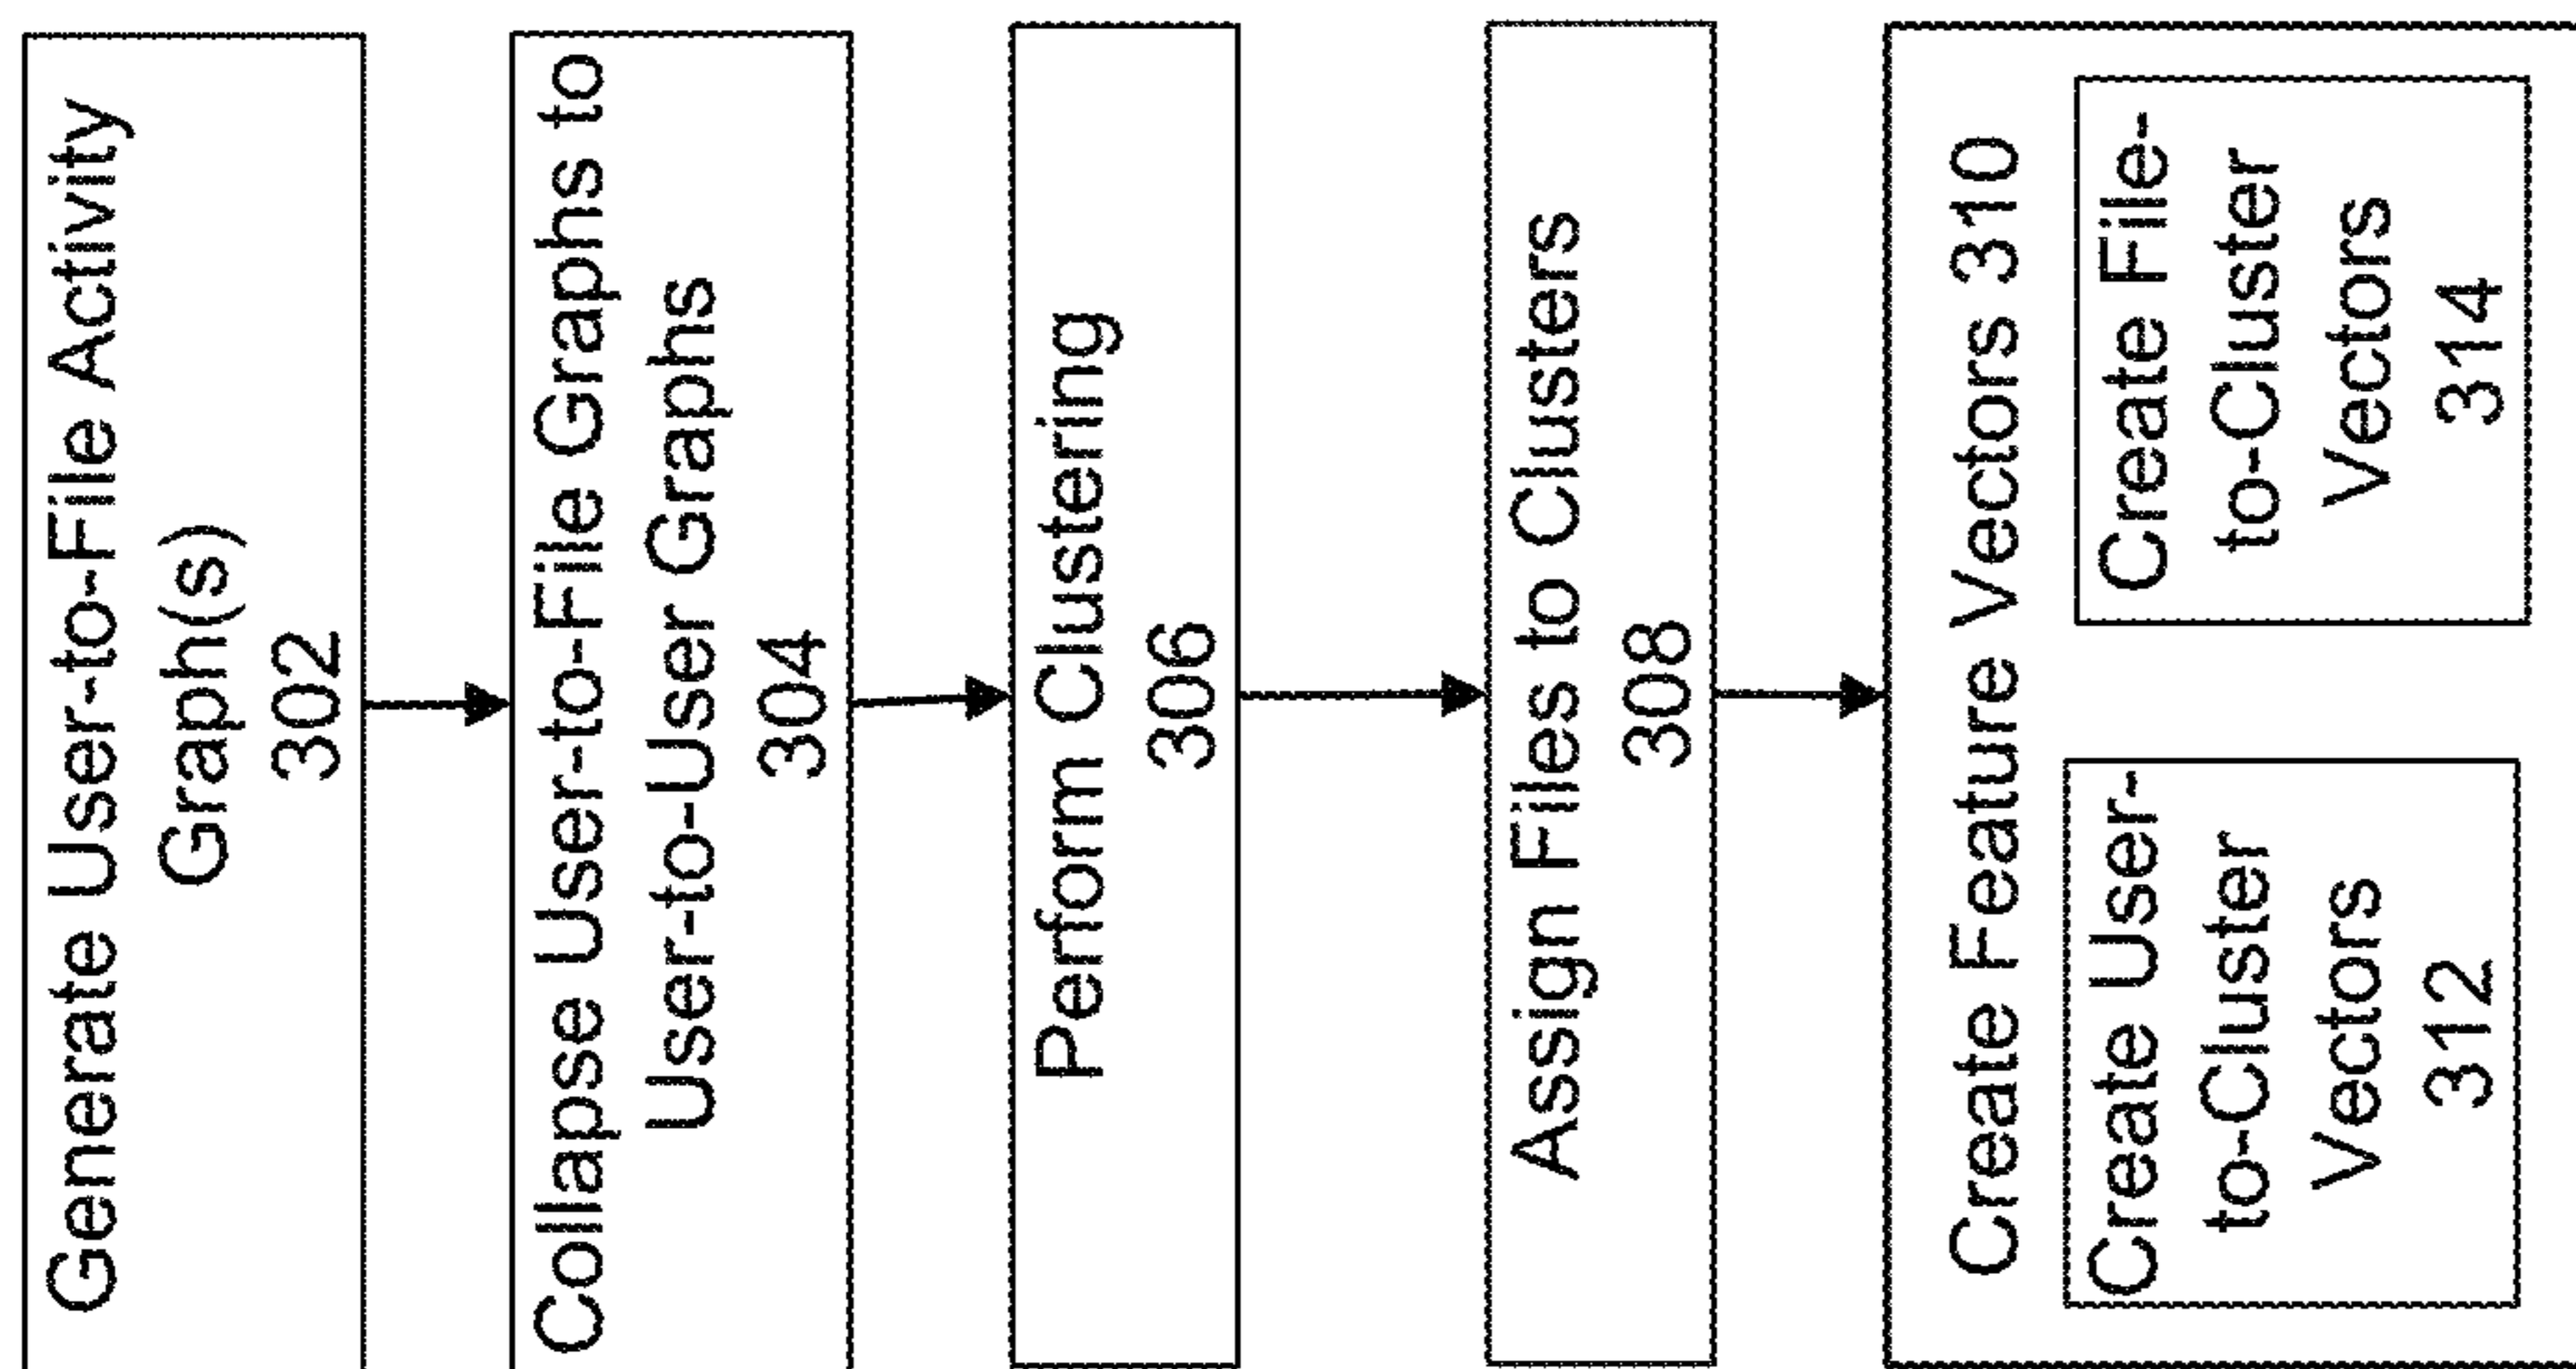 Generate User-to-File Activity
Graph(s)
302
Collapse User-to-File Graphs to
User-to-User Graphs
304
Perform Clustering
306
Assign Files to Clusters
308
Create Feature Vectors 310
Create User-
to-Cluster
Vectors
312
Create File-
to-Cluster
Vectors
314